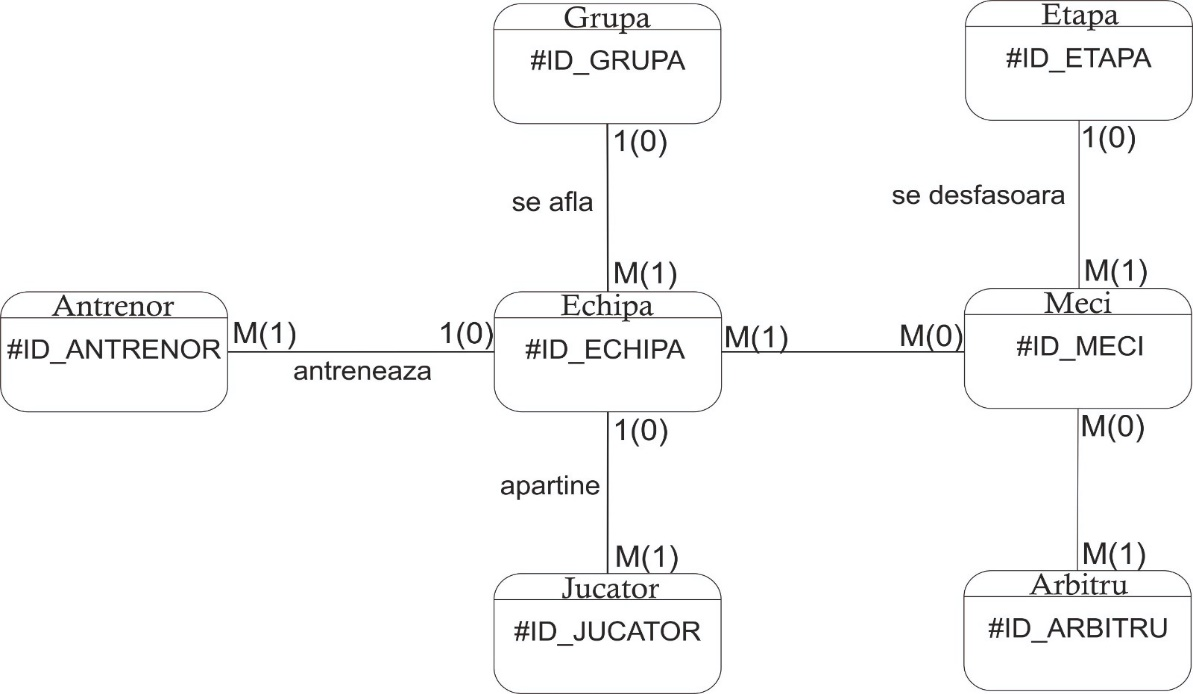 Grupa
#ID_GRUPA
1(0)
se afla
M(1)
Etapa
#ID_ETAPA
1(0)
se desfasoara
M(1)
Antrenor
#ID_ANTRENOR
M(1)
antreneaza
1(0)
Echipa
#ID_ECHIPA
M(1)
M(0)
Meci
#ID_MECI
1(0)
apartine
M(1)
Jucator
#ID_JUCATOR
M(0)
M(1)
Arbitru
#ID_ARBITRU